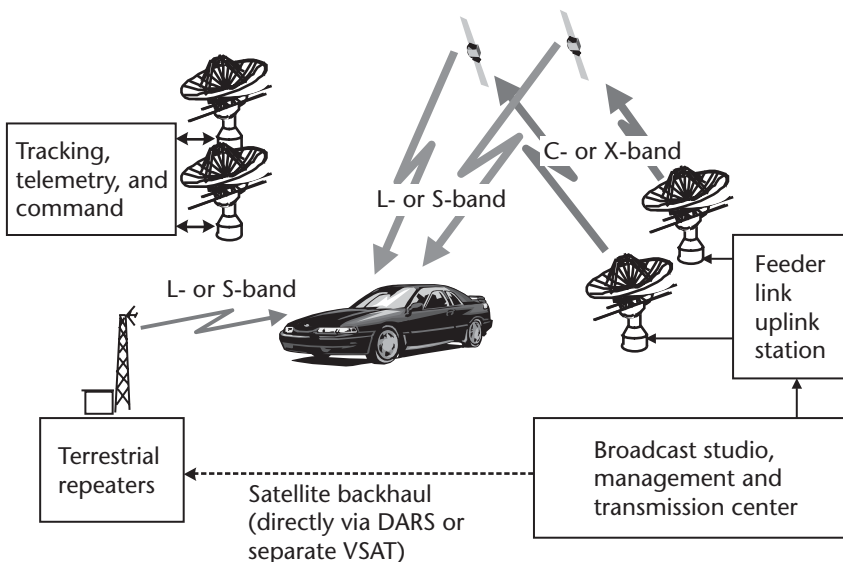 Tracking,
telemetry, and
command
C- or X-band
L- or S-band
L- or S-band
Feeder
link
uplink
station
Terrestrial
repeaters
Satellite backhaul
(directly via DARS or
separate VSAT)
Broadcast studio,
management and
transmission center